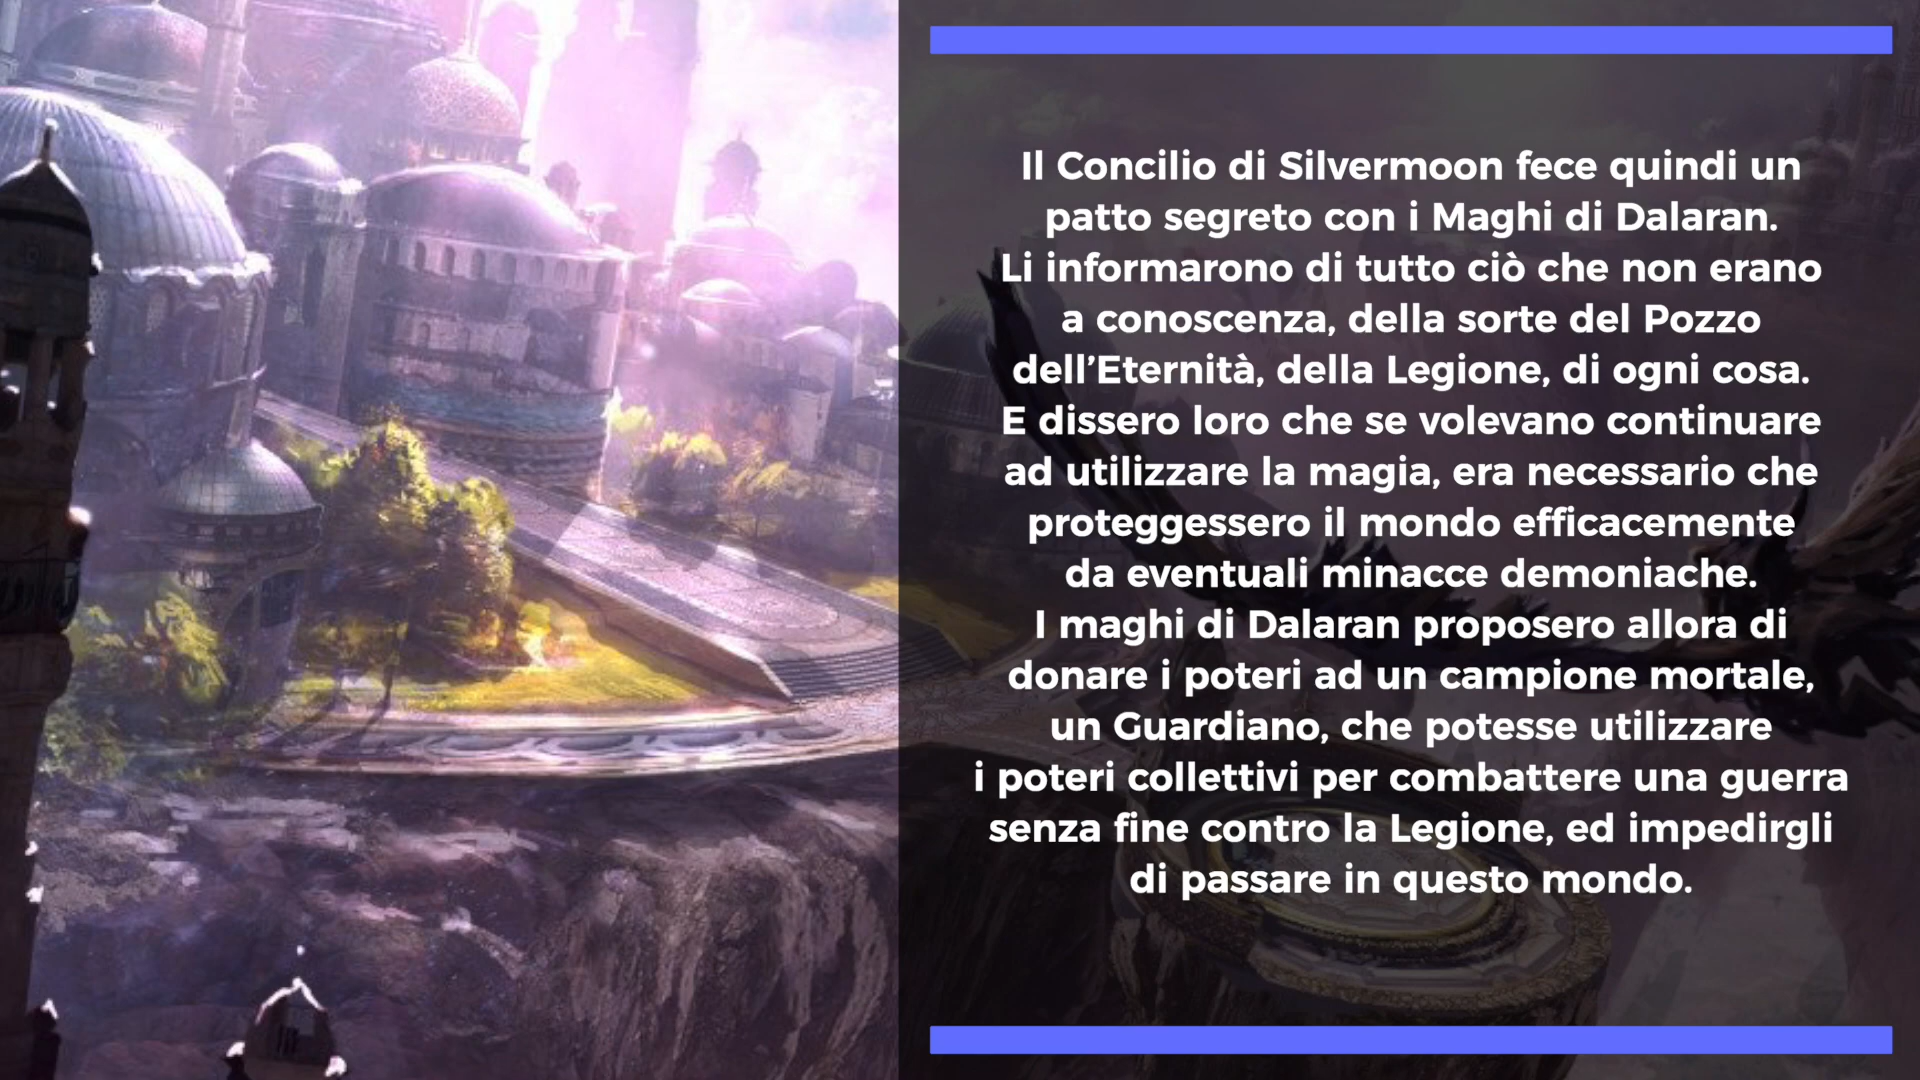 Il Concilio di Silvermoon fece quindi un
patto segreto con i Maghi di Dalaran.
Li informarono di tutto ciò che non erano
a conoscenza, della sorte del Pozzo
dell’Eternità, della Legione, di ogni cosa.
E dissero loro che se volevano continuare
ad utilizzare la magia, era necessario che
proteggessero il mondo efficacemente
da eventuali minacce demoniache.
I maghi di Dalaran proposero allora di
donare i poteri ad un campione mortale,
un Guardiano, che potesse utilizzare
i poteri collettivi per combattere una guerra
senza fine contro la Legione, ed impedirgli
di passare in questo mondo.